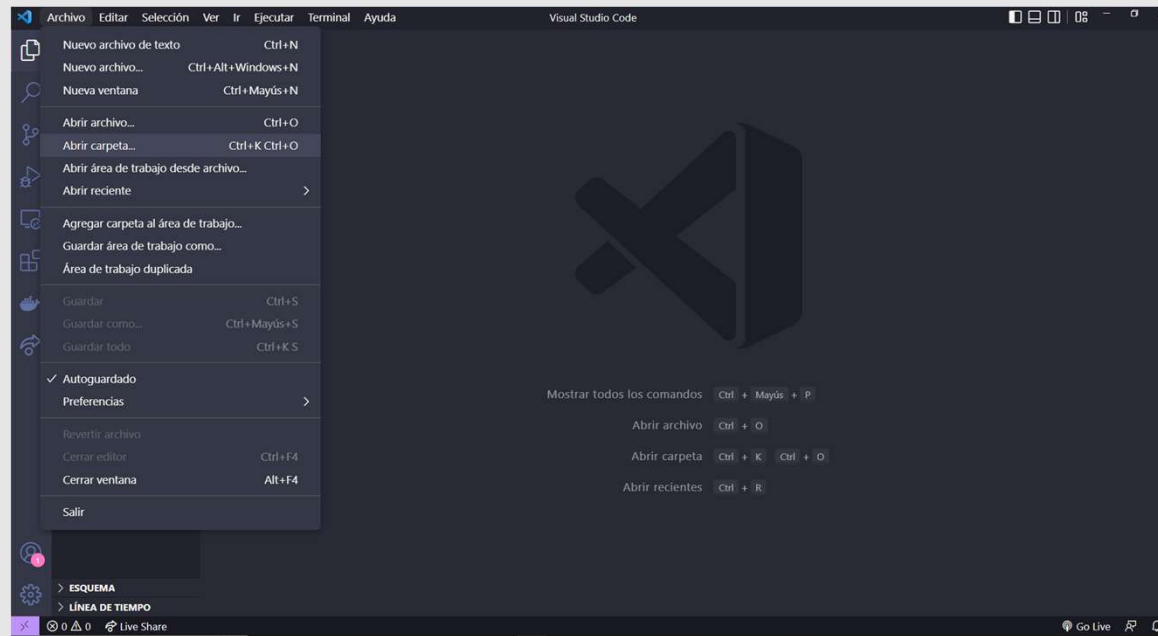 Archivo Editar Selección Ver Ir Ejecutar Terminal Ayuda Visual Studio Code
Nuevo archivo de texto Ctrl+N
Nuevo archivo... Ctrl+Alt+Windows+N
Nueva ventana Ctrl+Mayús+N
Abrir archivo... Ctrl+O
Abrir carpeta... Ctrl+K Ctrl+O
Abrir área de trabajo desde archivo...
Abrir reciente
Agregar carpeta al área de trabajo...
Guardar área de trabajo como...
Área de trabajo duplicada
Guardar Ctrl+S
Guardar como... Ctrl+Mayús+S
Guardar todo Ctrl+K S
Autoguardado
Preferencias
Revertir archivo
Cerrar editor Ctrl+F4
Cerrar ventana Alt+F4
Salir
Mostrar todos los comandos Ctrl + Mayús + P
Abrir archivo Ctrl + O
Abrir carpeta Ctrl + K Ctrl + O
Abrir recientes Ctrl + R
1
ESQUEMA
LÍNEA DE TIEMPO
0 0 Live Share Go Live